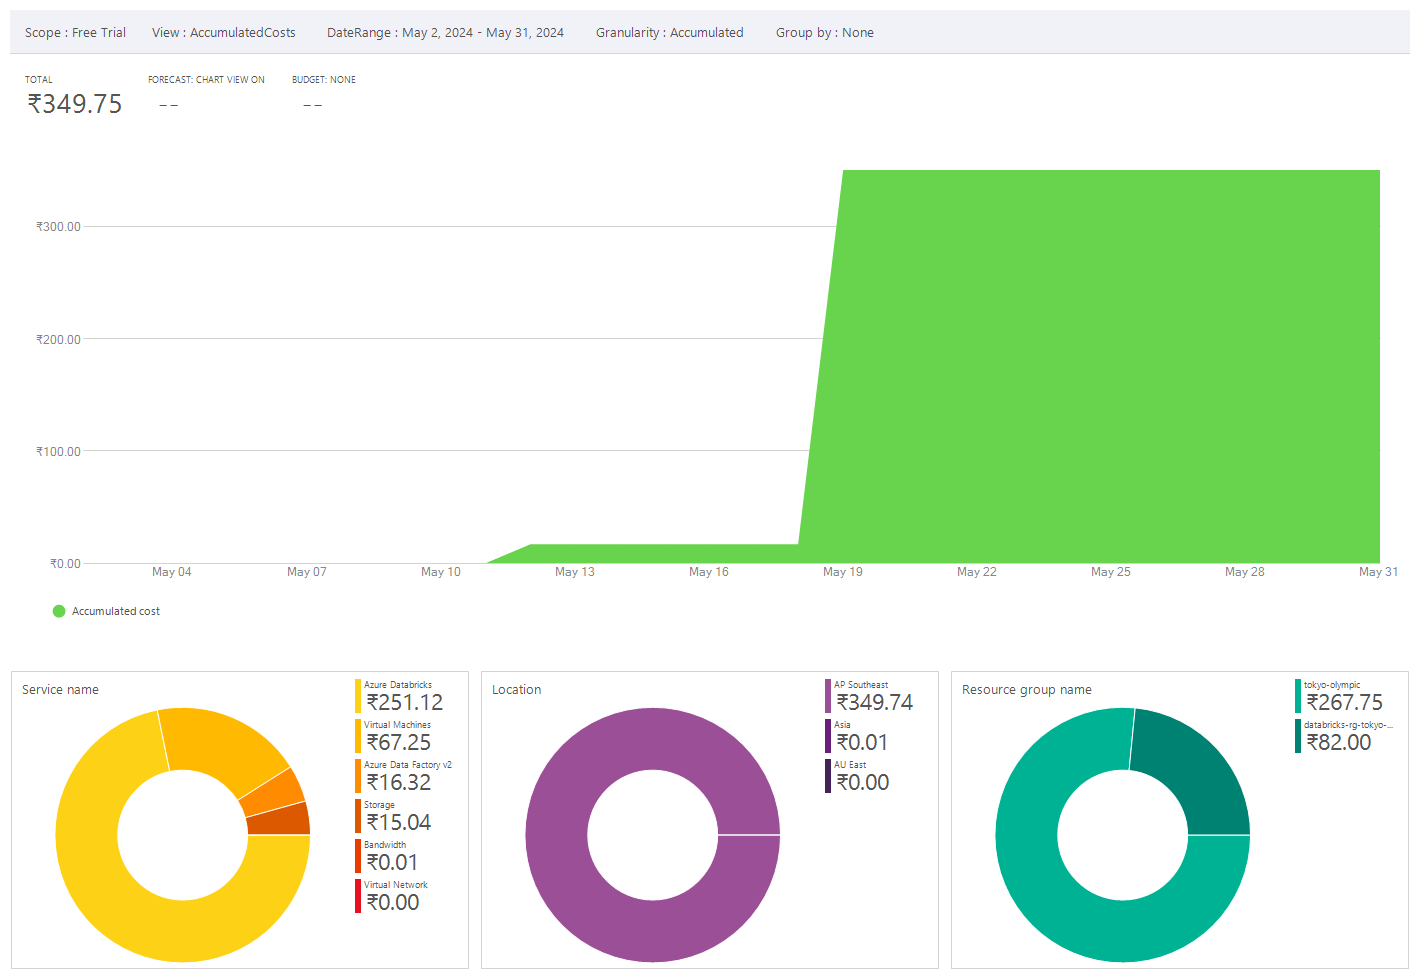 Scope : Free Trial View : AccumulatedCosts DateRange : May 2, 2024 - May 31, 2024 Granularity : Accumulated Group by : None
TOTAL FORECAST: CHART VIEW ON BUDGET: NONE
₹349.75 -- --
₹300.00
₹200.00
₹100.00
₹0.00
May 04 May 07 May 10 May 13 May 16 May 19 May 22 May 25 May 28 May 31
Accumulated cost
Service name
Azure Databricks
₹251.12
Virtual Machines
₹67.25
Azure Data Factory v2
₹16.32
Storage
₹15.04
Bandwidth
₹0.01
Virtual Network
₹0.00
Location
AP Southeast
₹349.74
Asia
₹0.01
AU East
₹0.00
Resource group name
tokyo-olympic
₹267.75
databricks-rg-tokyo-...
₹82.00